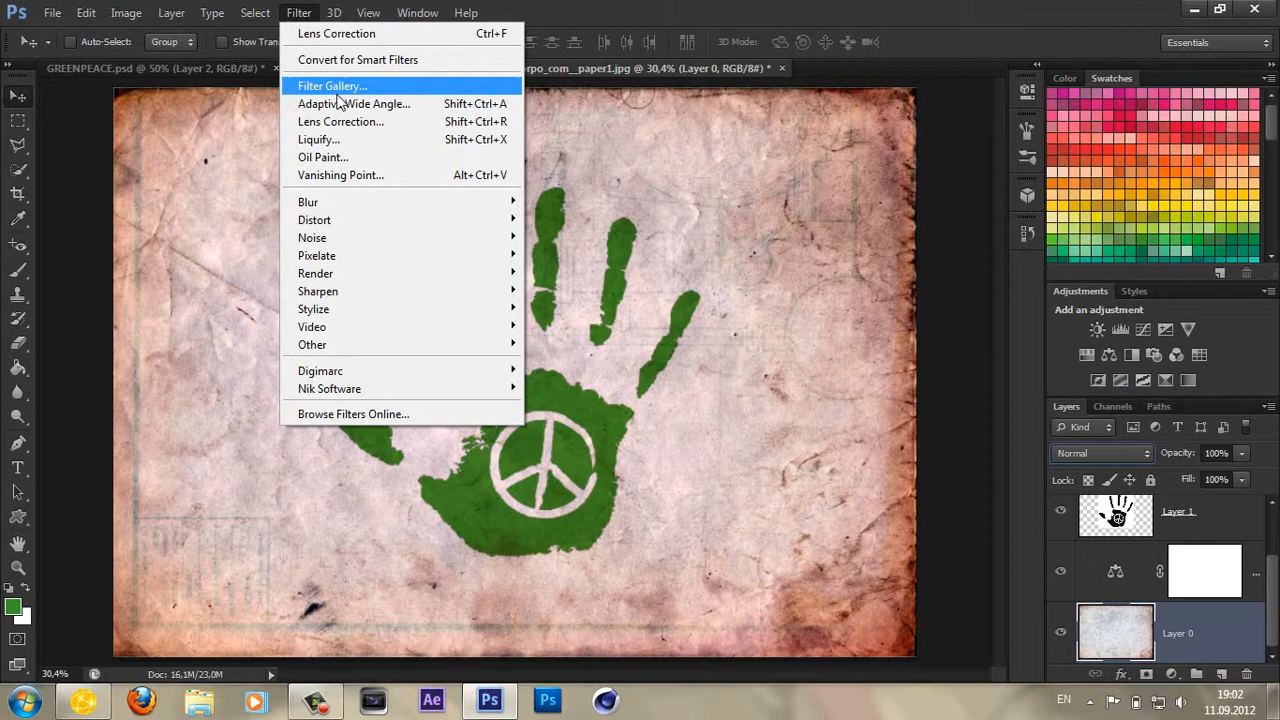 Ps File Edit Image Layer Type Select Filter 3D View Window Help
Auto-Select: Group Show Tran 3D Mode: Essentials
GREENPEACE.psd @ 50% (Layer 2, RGB/8#) * rpo_com__paper1.jpg @ 30,4% (Layer 0, RGB/8#) *
Lens Correction Ctrl+F
Convert for Smart Filters
Filter Gallery...
Adaptive Wide Angle... Shift+Ctrl+A
Lens Correction... Shift+Ctrl+R
Liquify... Shift+Ctrl+X
Oil Paint...
Vanishing Point... Alt+Ctrl+V
Blur
Distort
Noise
Pixelate
Render
Sharpen
Stylize
Video
Other
Digimarc
Nik Software
Browse Filters Online...
Color Swatches
Adjustments Styles
Add an adjustment
Layers Channels Paths
Kind
Normal Opacity: 100%
Lock: Fill: 100%
Layer 1
...
Layer 0
30,4% Doc: 16,1M/23,0M
Ae Ps Ps EN 19:02
11.09.2012